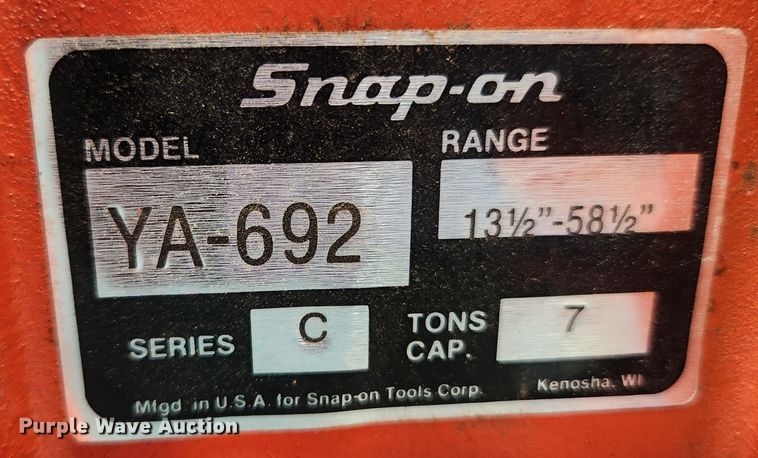 Snap-on
MODEL
RANGE
YA-692
13½"-58½"
SERIES
C
TONS
CAP.
7
Mfgd. in U.S.A. for Snap-on Tools Corp.
Kenosha, WI
Purple Wave Auction